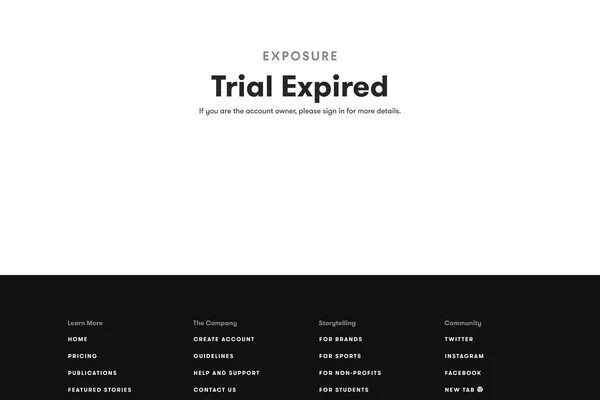 EXPOSURE
Trial Expired
If you are the account owner, please sign in for more details.
Learn More
HOME
PRICING
PUBLICATIONS
FEATURED STORIES
The Company
CREATE ACCOUNT
GUIDELINES
HELP AND SUPPORT
CONTACT US
Storytelling
FOR BRANDS
FOR SPORTS
FOR NON-PROFITS
FOR STUDENTS
Community
TWITTER
INSTAGRAM
FACEBOOK
NEW TAB